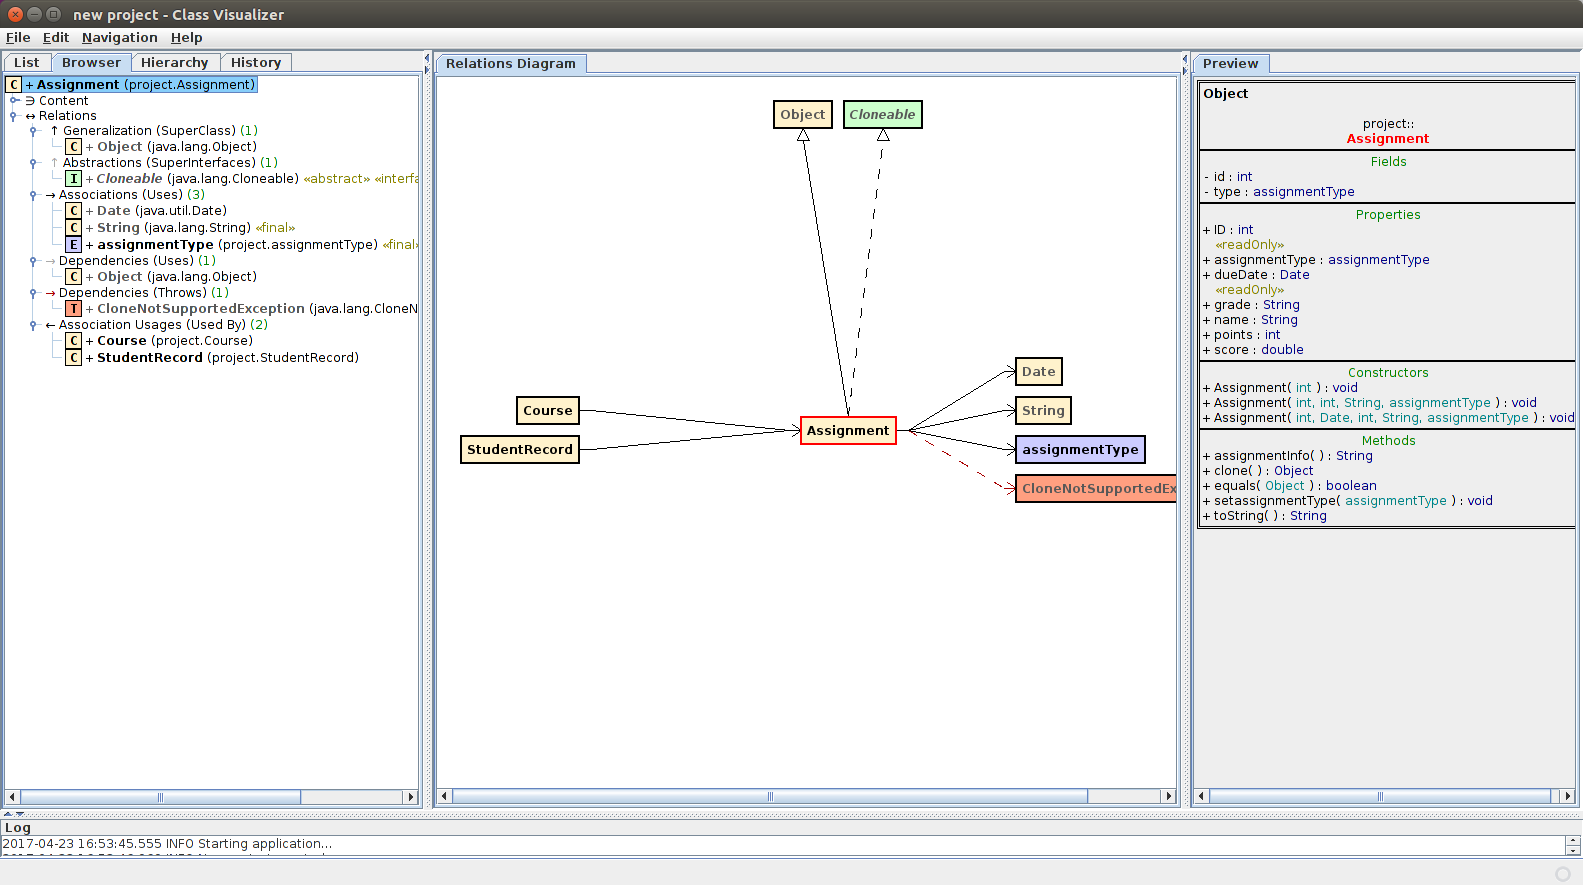 new project - Class Visualizer
File Edit Navigation Help
List Browser Hierarchy History
C + Assignment (project.Assignment)
∋ Content
↔ Relations
↑ Generalization (SuperClass) (1)
C + Object (java.lang.Object)
↑ Abstractions (SuperInterfaces) (1)
I + Cloneable (java.lang.Cloneable) «abstract» «interfa
→ Associations (Uses) (3)
C + Date (java.util.Date)
C + String (java.lang.String) «final»
E + assignmentType (project.assignmentType) «final»
→ Dependencies (Uses) (1)
C + Object (java.lang.Object)
→ Dependencies (Throws) (1)
T + CloneNotSupportedException (java.lang.CloneN
← Association Usages (Used By) (2)
C + Course (project.Course)
C + StudentRecord (project.StudentRecord)
Relations Diagram
Object Cloneable
Course
StudentRecord
Assignment
Date
String
assignmentType
CloneNotSupportedEx
Preview
Object
project::
Assignment
Fields
- id : int
- type : assignmentType
Properties
+ ID : int
«readOnly»
+ assignmentType : assignmentType
+ dueDate : Date
«readOnly»
+ grade : String
+ name : String
+ points : int
+ score : double
Constructors
+ Assignment( int ) : void
+ Assignment( int, int, String, assignmentType ) : void
+ Assignment( int, Date, int, String, assignmentType ) : void
Methods
+ assignmentInfo( ) : String
+ clone( ) : Object
+ equals( Object ) : boolean
+ setassignmentType( assignmentType ) : void
+ toString( ) : String
Log
2017-04-23 16:53:45.555 INFO Starting application...